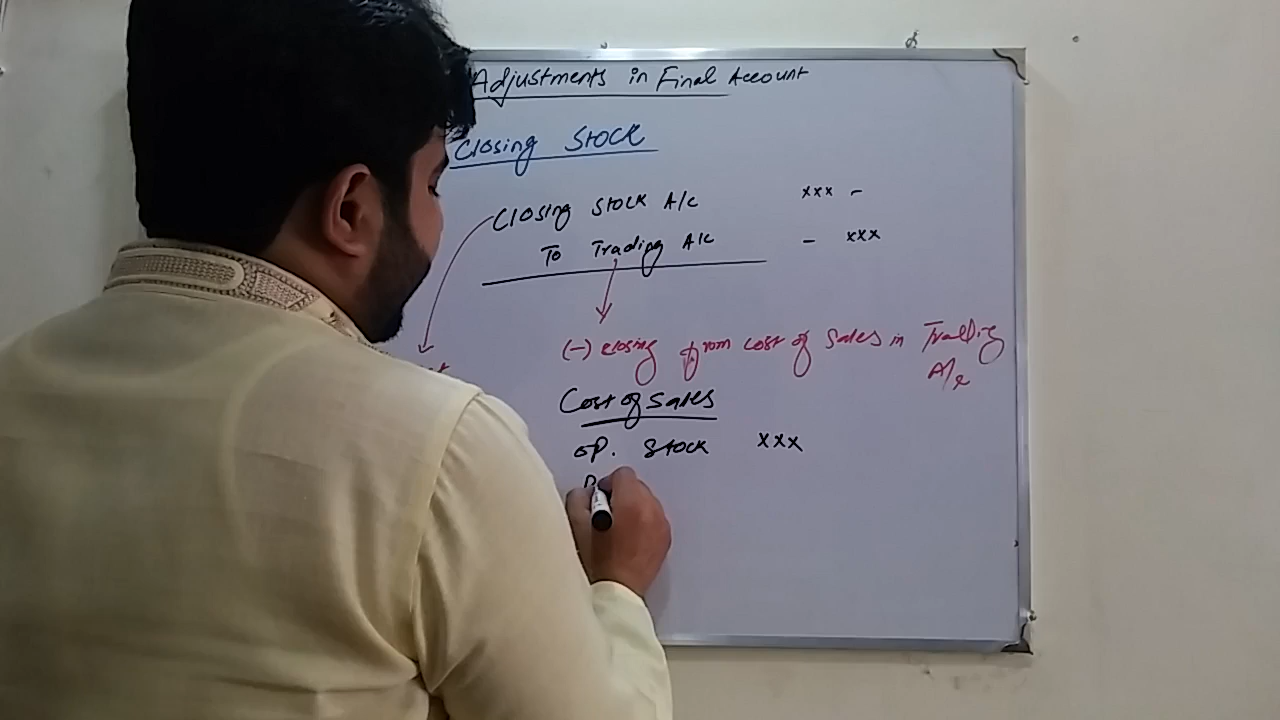 Adjustments in Final Account
Closing Stock
Closing Stock A/c xxx -
To Trading A/c - xxx
(-) closing from cost of sales in Trading A/c
Cost of Sales
op. Stock xxx
P